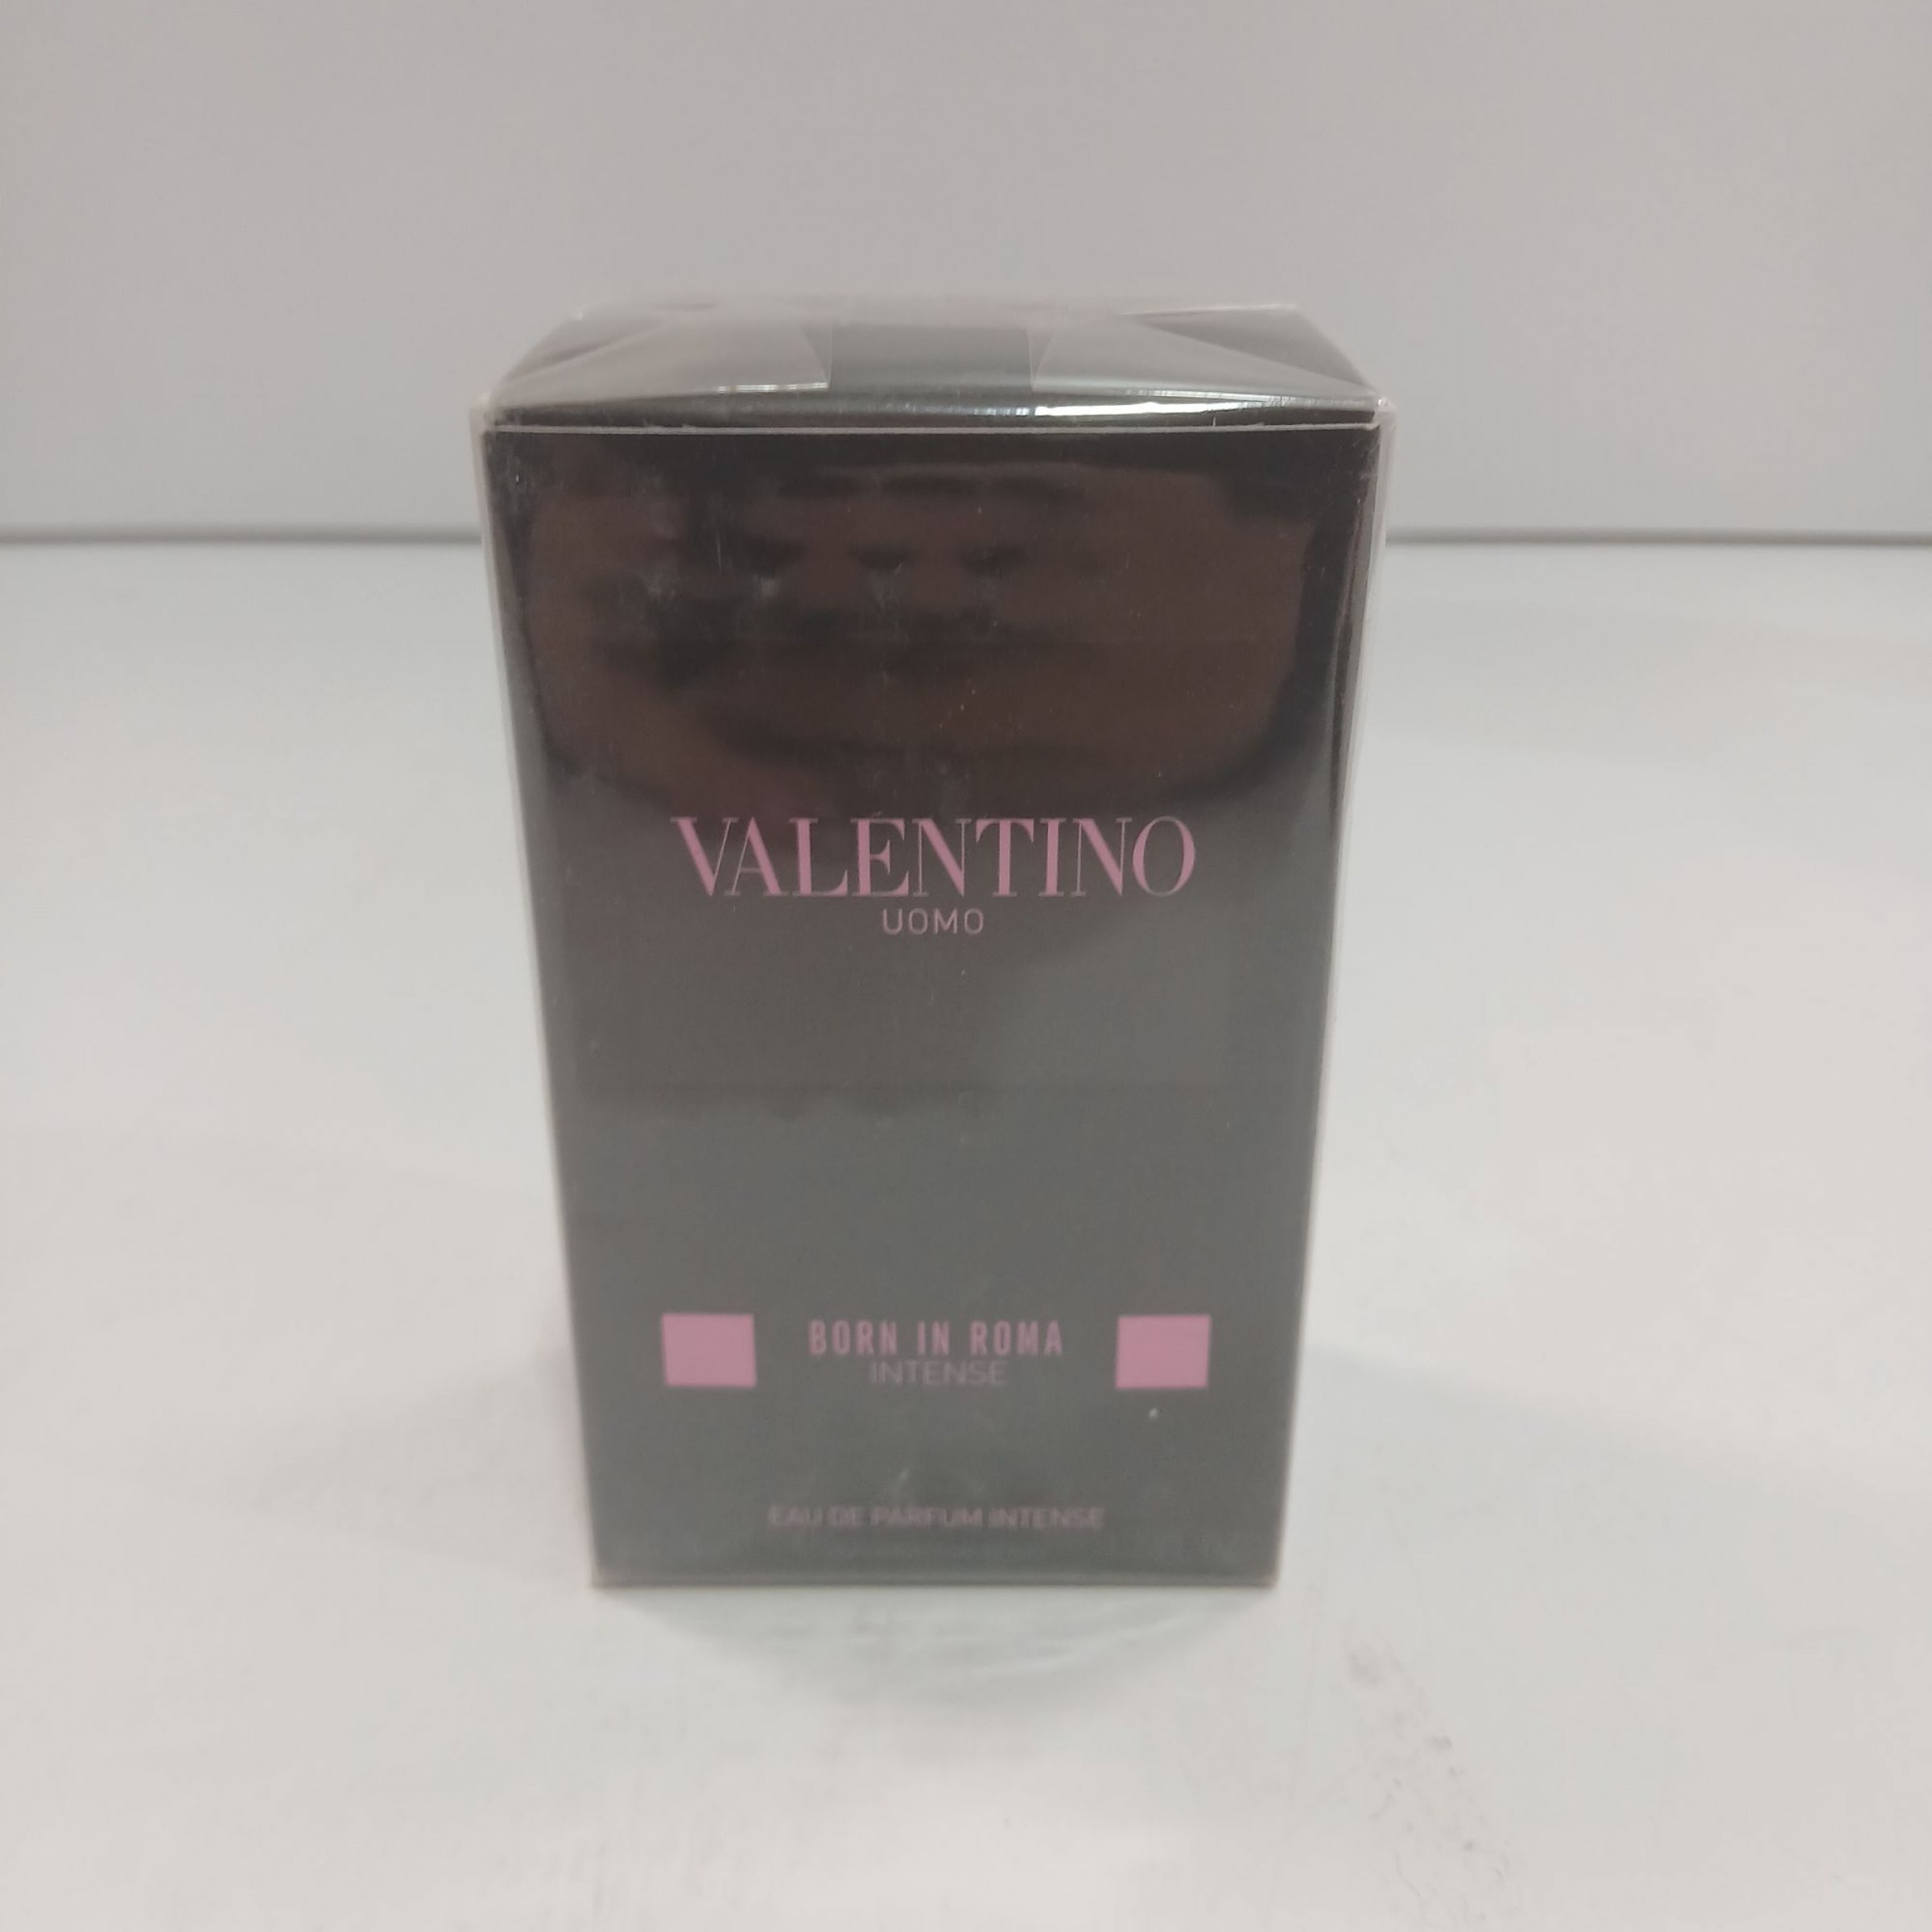 VALENTINO
UOMO
BORN IN ROMA
INTENSE
EAU DE PARFUM INTENSE